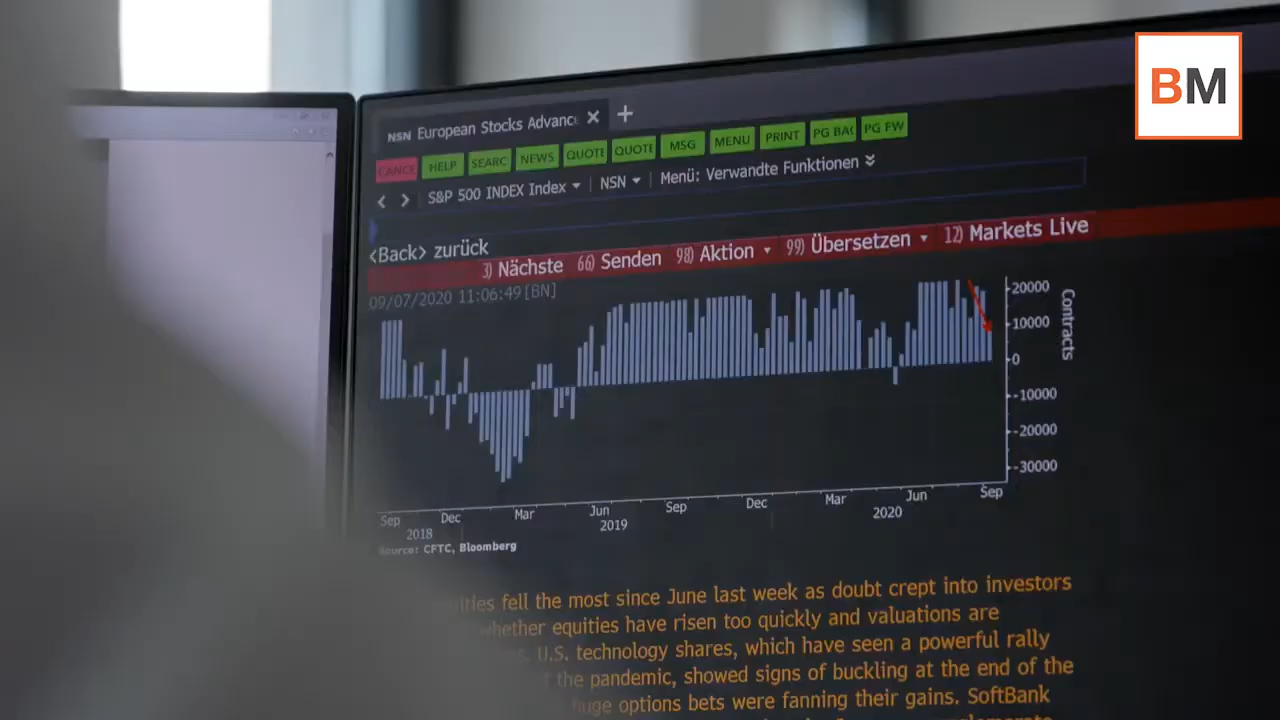 BM
NSN European Stocks Advanc
CANCE HELP SEARC NEWS QUOTE QUOTE MSG MENU PRINT PG BAC PG FW
S&P 500 INDEX Index NSN Menü: Verwandte Funktionen
<Back> zurück
3) Nächste 66) Senden 98) Aktion 99) Übersetzen 12) Markets Live
09/07/2020 11:06:49 [BN]
20000
10000
0
-10000
-20000
-30000
Contracts
Sep Dec Mar Jun Sep Dec Mar Jun Sep
2018 2019 2020
Source: CFTC, Bloomberg
fell the most since June last week as doubt crept into investors
whether equities have risen too quickly and valuations are
U.S. technology shares, which have seen a powerful rally
the pandemic, showed signs of buckling at the end of the
huge options bets were fanning their gains. SoftBank